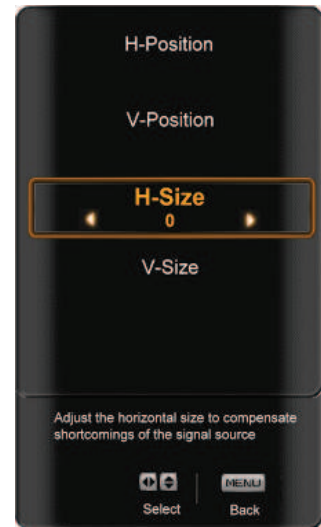 H-Position
V-Position
H-Size
0
V-Size
Adjust the horizontal size to compensate
shortcomings of the signal source
MENU
Select
Back